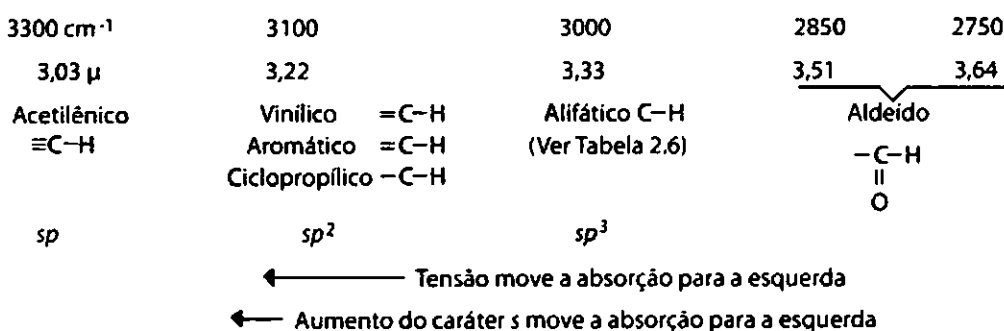 3300 cm⁻¹ 3100 3000 2850 2750
3,03 µ 3,22 3,33 3,51 3,64
Acetilênico Vinílico =C–H Alifático C–H Aldeído
≡C–H Aromático =C–H (Ver Tabela 2.6) –C–H
Ciclopropílico –C–H ||
O
sp sp² sp³
← Tensão move a absorção para a esquerda
← Aumento do caráter s move a absorção para a esquerda